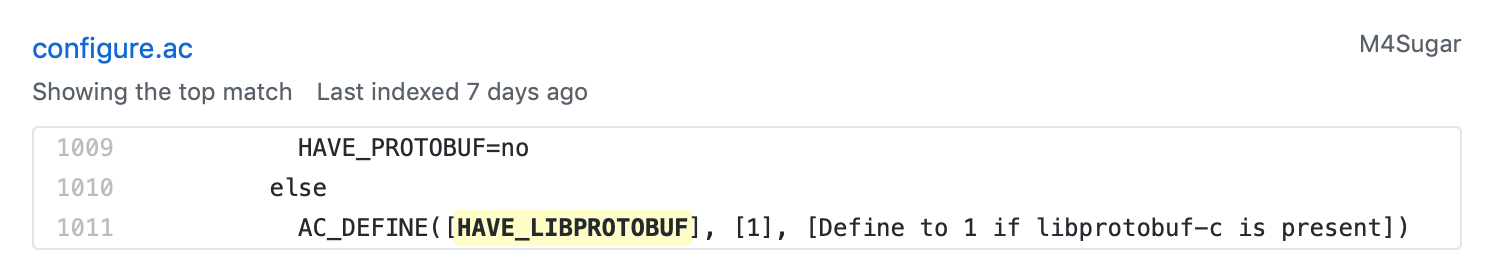 configure.ac
M4Sugar
Showing the top match Last indexed 7 days ago
1009 HAVE_PROTOBUF=no
1010 else
1011 AC_DEFINE([HAVE_LIBPROTOBUF], [1], [Define to 1 if libprotobuf-c is present])